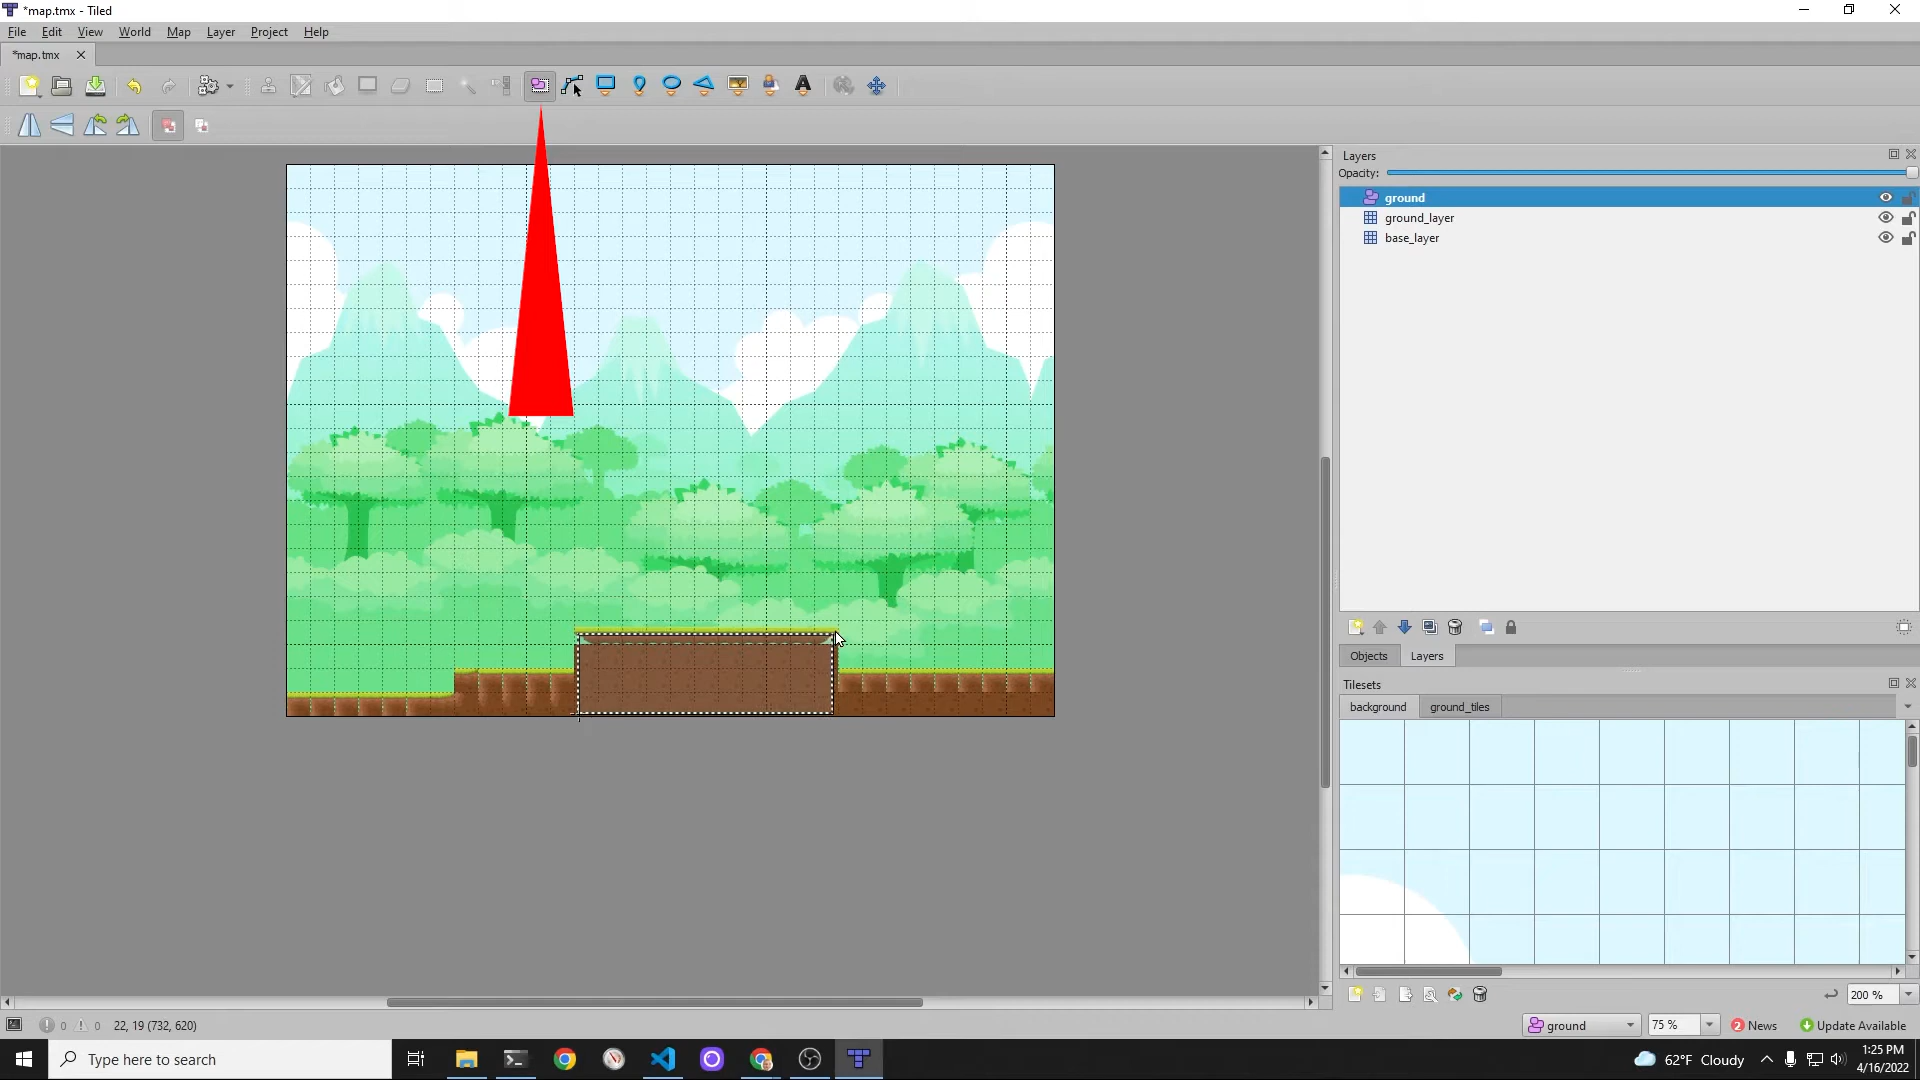 *map.tmx - Tiled
File Edit View World Map Layer Project Help
*map.tmx
A
Layers
Opacity:
ground
ground_layer
base_layer
Objects Layers
Tilesets
background ground_tiles
200 %
0 0 22, 19 (732, 620)
ground 75 % 2 News Update Available
Type here to search
62°F Cloudy
1:25 PM
4/16/2022